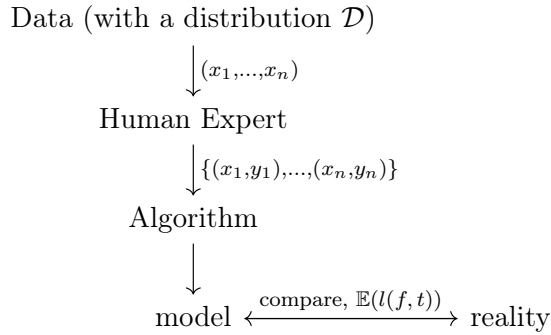 Data (with a distribution 𝒟)
(x₁,...,xₙ)
Human Expert
{(x₁,y₁),...,(xₙ,yₙ)}
Algorithm
compare, 𝔼(l(f,t))
model reality